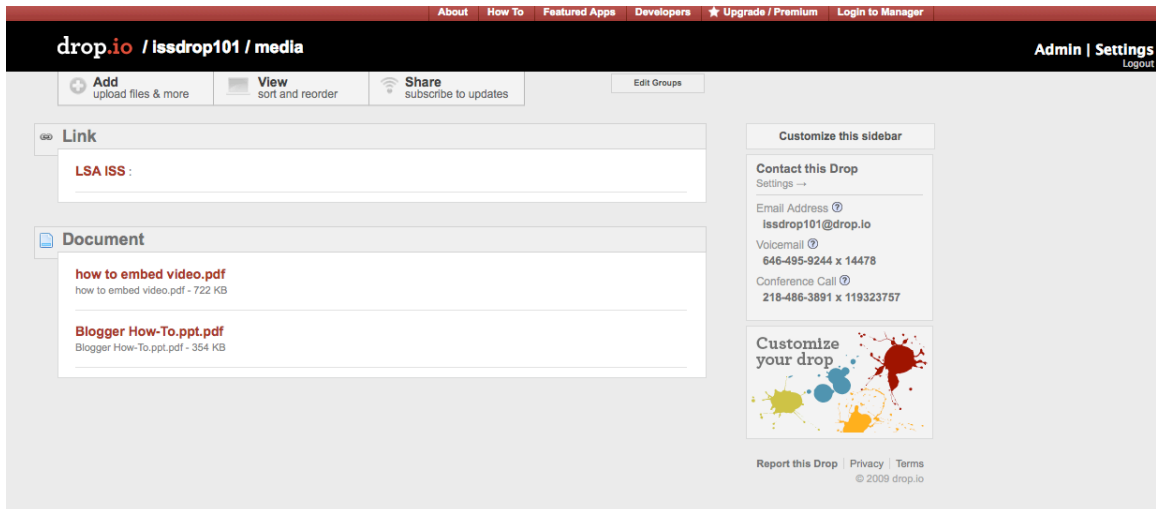 About How To Featured Apps Developers ★ Upgrade / Premium Login to Manager
drop.io / issdrop101 / media
Admin | Settings
Logout
Add
upload files & more
View
sort and reorder
Share
subscribe to updates
Edit Groups
Link
LSA ISS :
Document
how to embed video.pdf
how to embed video.pdf - 722 KB
Blogger How-To.ppt.pdf
Blogger How-To.ppt.pdf - 354 KB
Customize this sidebar
Contact this Drop
Settings →
Email Address ?
issdrop101@drop.io
Voicemail ?
646-495-9244 x 14478
Conference Call ?
218-486-3891 x 119323757
Customize
your drop
Report this Drop | Privacy | Terms
© 2009 drop.io